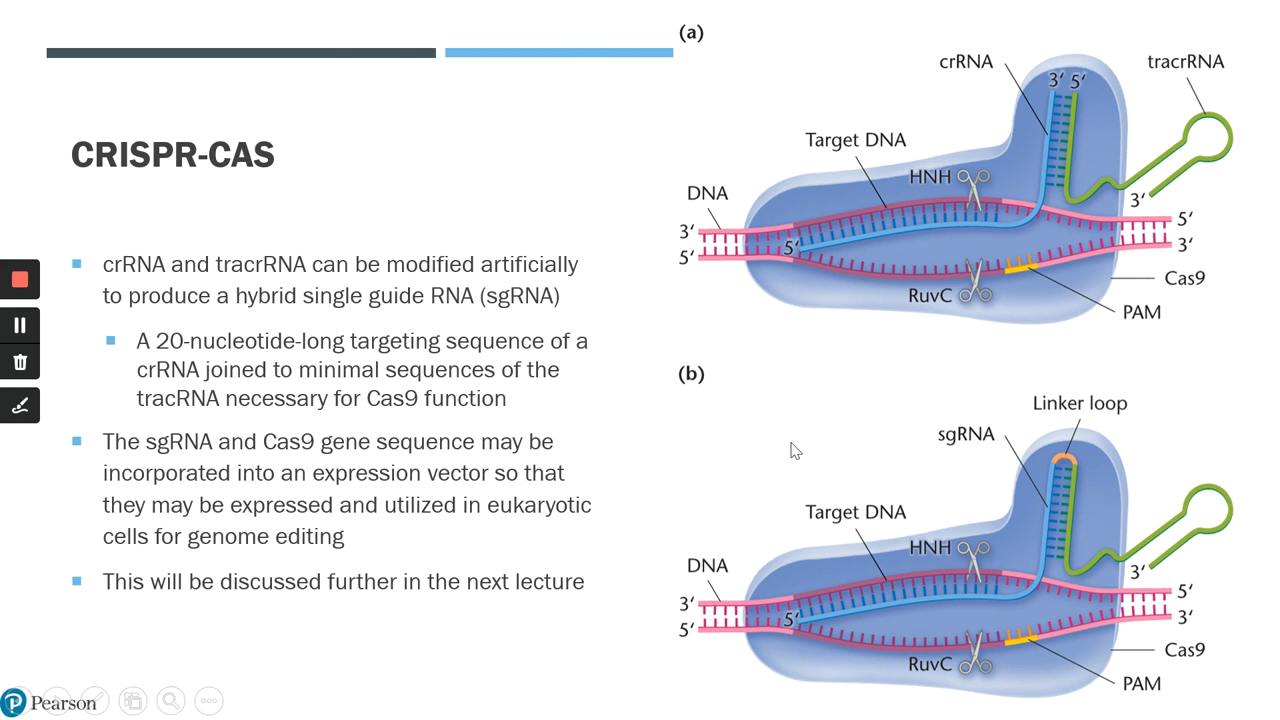 CRISPR-CAS
crRNA and tracrRNA can be modified artificially
to produce a hybrid single guide RNA (sgRNA)
A 20-nucleotide-long targeting sequence of a
crRNA joined to minimal sequences of the
tracRNA necessary for Cas9 function
The sgRNA and Cas9 gene sequence may be
incorporated into an expression vector so that
they may be expressed and utilized in eukaryotic
cells for genome editing
This will be discussed further in the next lecture
Pearson
(a)
crRNA
3′ 5′
tracrRNA
Target DNA
HNH
DNA
3′
3′
5′
5′
5′
3′
RuvC
Cas9
PAM
(b)
Linker loop
sgRNA
Target DNA
HNH
DNA
3′
3′
5′
5′
5′
3′
RuvC
Cas9
PAM